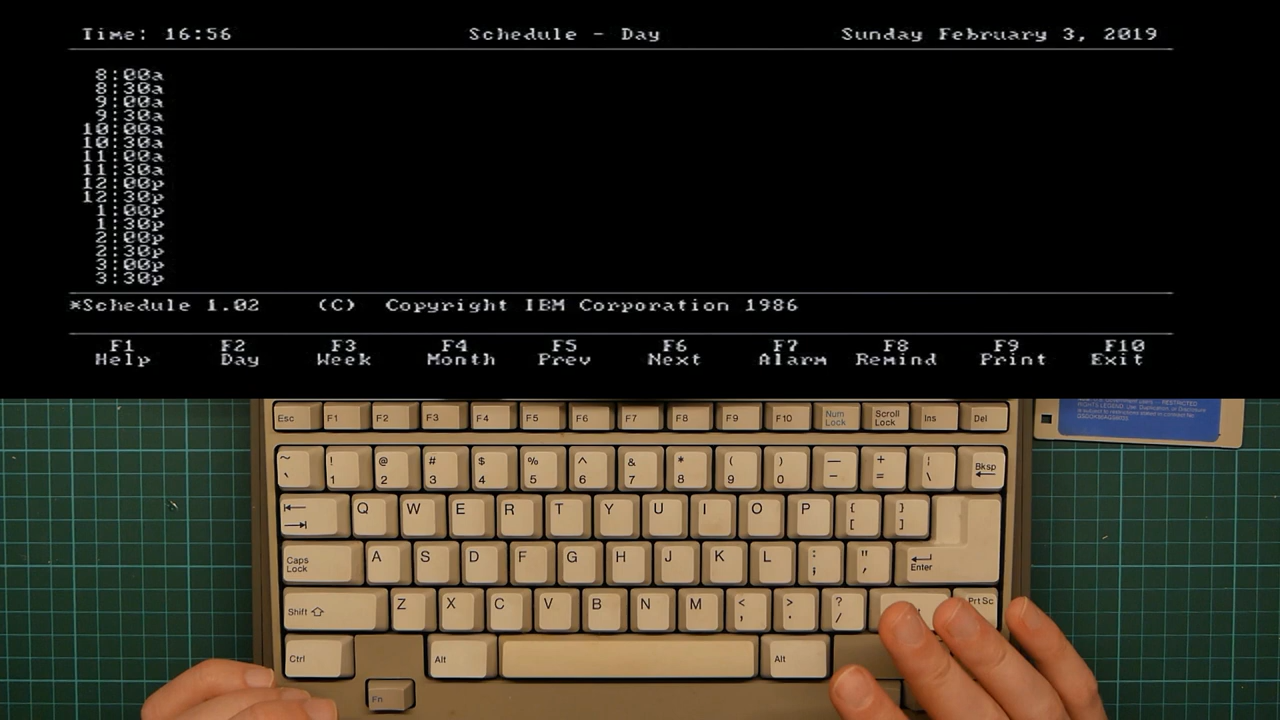 Time: 16:56 Schedule - Day Sunday February 3, 2019
8:00a
8:30a
9:00a
9:30a
10:00a
10:30a
11:00a
11:30a
12:00p
12:30p
1:00p
1:30p
2:00p
2:30p
3:00p
3:30p
*Schedule 1.02 (C) Copyright IBM Corporation 1986
F1 F2 F3 F4 F5 F6 F7 F8 F9 F10
Help Day Week Month Prev Next Alarm Remind Print Exit
Esc F1 F2 F3 F4 F5 F6 F7 F8 F9 F10 Num Lock Scroll Lock Ins Del
~ ! @ # $ % ^ & * ( ) — + ¦ Bksp
` 1 2 3 4 5 6 7 8 9 0 - = \ ←
Q W E R T Y U I O P { }
[ ]
Caps Lock A S D F G H J K L : " Enter
; '
Shift Z X C V B N M < > ? Prt Sc
, . /
Ctrl Alt Alt
Fn